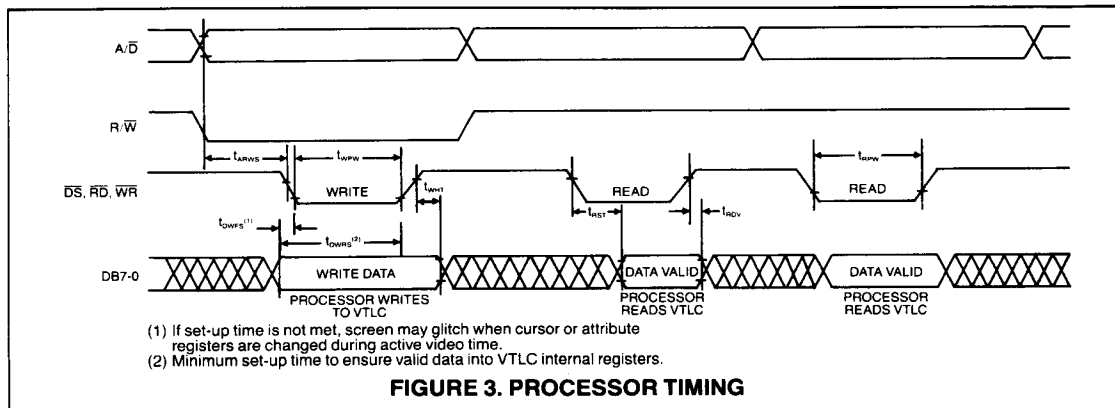 A/D̅
R/W̅
tARWS
tWPW
D̅S̅, R̅D̅, W̅R̅
WRITE
tWHT
READ
tRST
tRDV
tRPW
READ
tDWFS(1)
tDWRS(2)
DB7-0
WRITE DATA
DATA VALID
DATA VALID
PROCESSOR WRITES
TO VTLC
PROCESSOR
READS VTLC
PROCESSOR
READS VTLC
(1) If set-up time is not met, screen may glitch when cursor or attribute
registers are changed during active video time.
(2) Minimum set-up time to ensure valid data into VTLC internal registers.
FIGURE 3. PROCESSOR TIMING